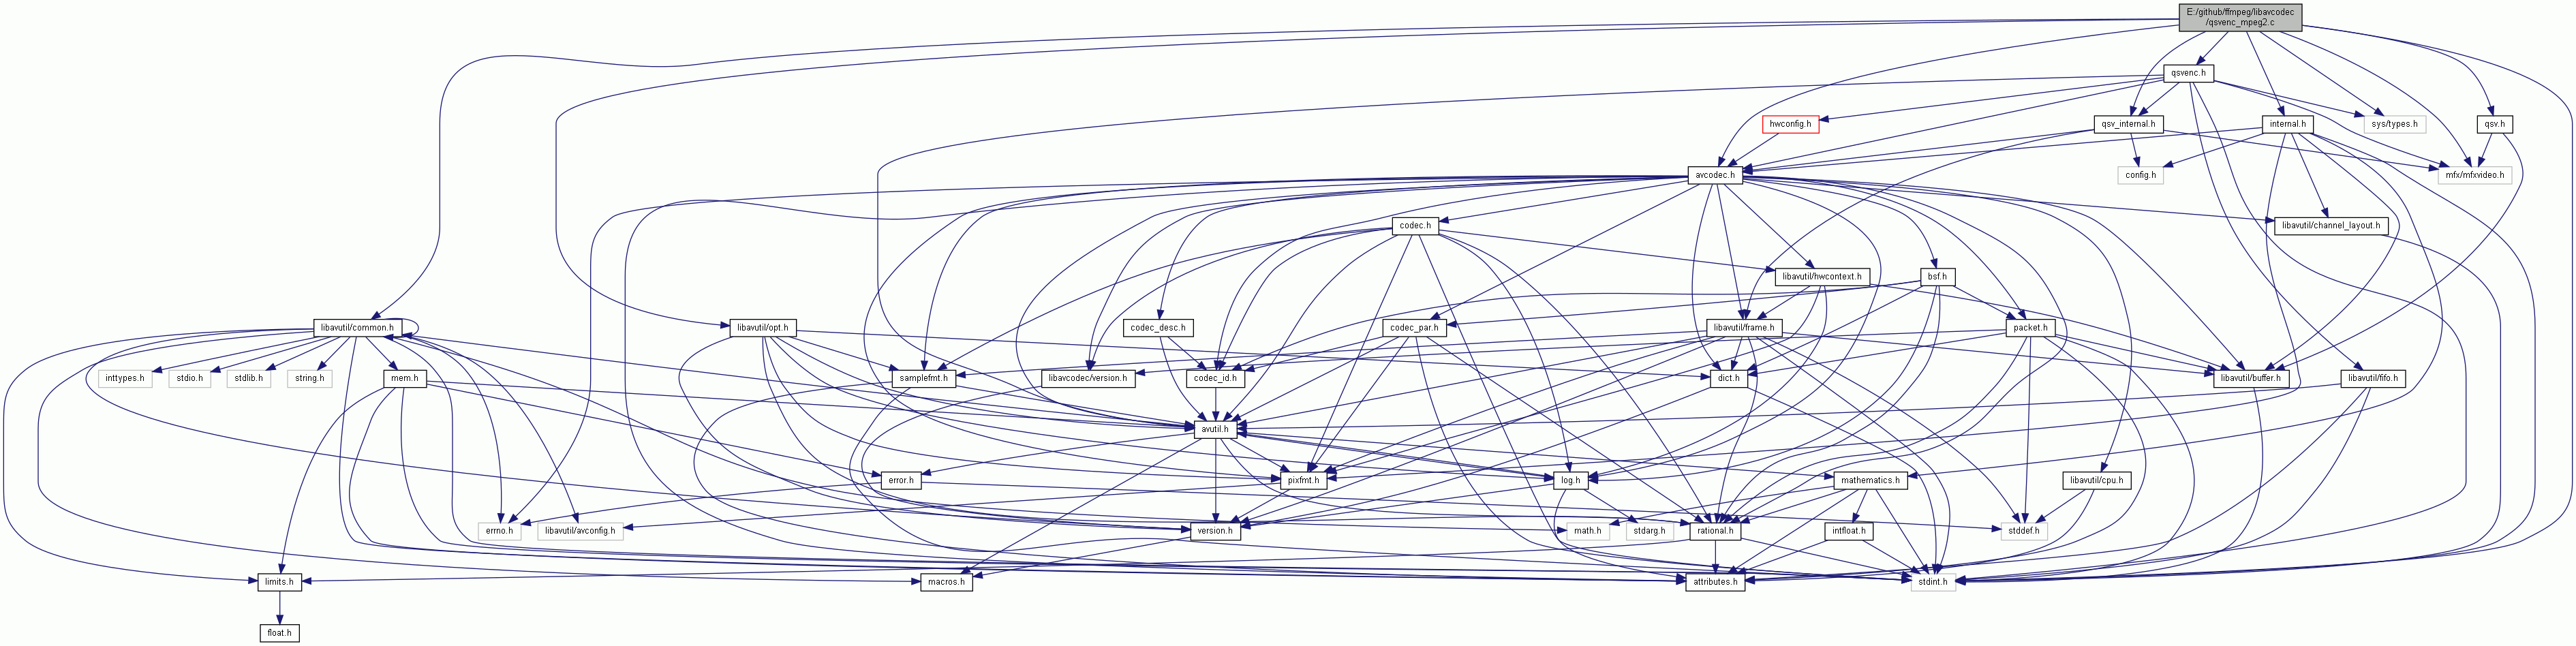 E:/github/ffmpeg/libavcodec
/qsvenc_mpeg2.c
qsvenc.h
hwconfig.h
qsv_internal.h
internal.h
sys/types.h
qsv.h
avcodec.h
config.h
mfx/mfxvideo.h
codec.h
libavutil/channel_layout.h
libavutil/hwcontext.h
bsf.h
libavutil/common.h
libavutil/opt.h
codec_desc.h
codec_par.h
libavutil/frame.h
packet.h
inttypes.h
stdio.h
stdlib.h
string.h
mem.h
samplefmt.h
libavcodec/version.h
codec_id.h
dict.h
libavutil/buffer.h
libavutil/fifo.h
avutil.h
error.h
pixfmt.h
log.h
mathematics.h
libavutil/cpu.h
errno.h
libavutil/avconfig.h
version.h
math.h
stdarg.h
rational.h
intfloat.h
stddef.h
limits.h
macros.h
attributes.h
stdint.h
float.h